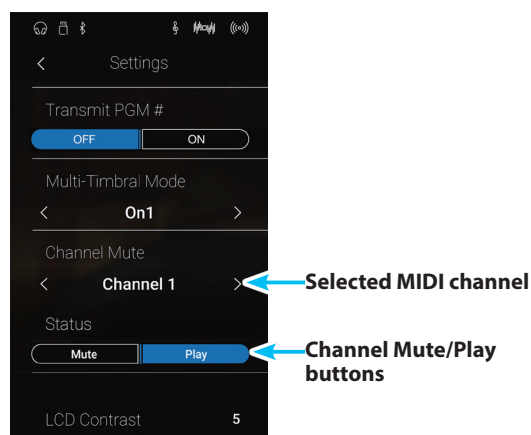 Settings
Transmit PGM #
OFF ON
Multi-Timbral Mode
On1
Channel Mute
Channel 1
Selected MIDI channel
Status
Mute Play
Channel Mute/Play
buttons
LCD Contrast 5